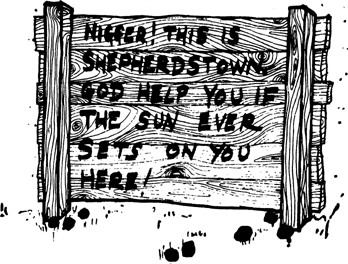 NIGGER! THIS IS
SHEPHERDSTOWN.
GOD HELP YOU IF
THE SUN EVER
SETS ON YOU
HERE!